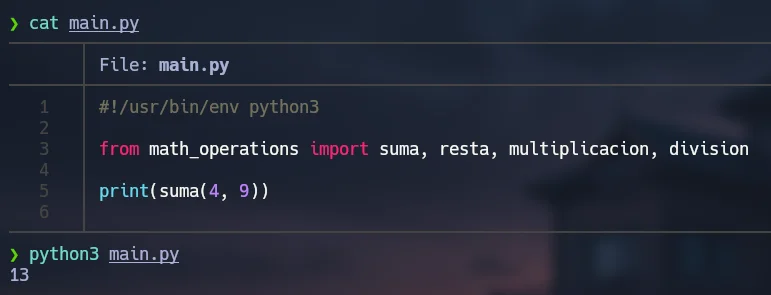 ❯ cat main.py
File: main.py
1 #!/usr/bin/env python3
2
3 from math_operations import suma, resta, multiplicacion, division
4
5 print(suma(4, 9))
6
❯ python3 main.py
13